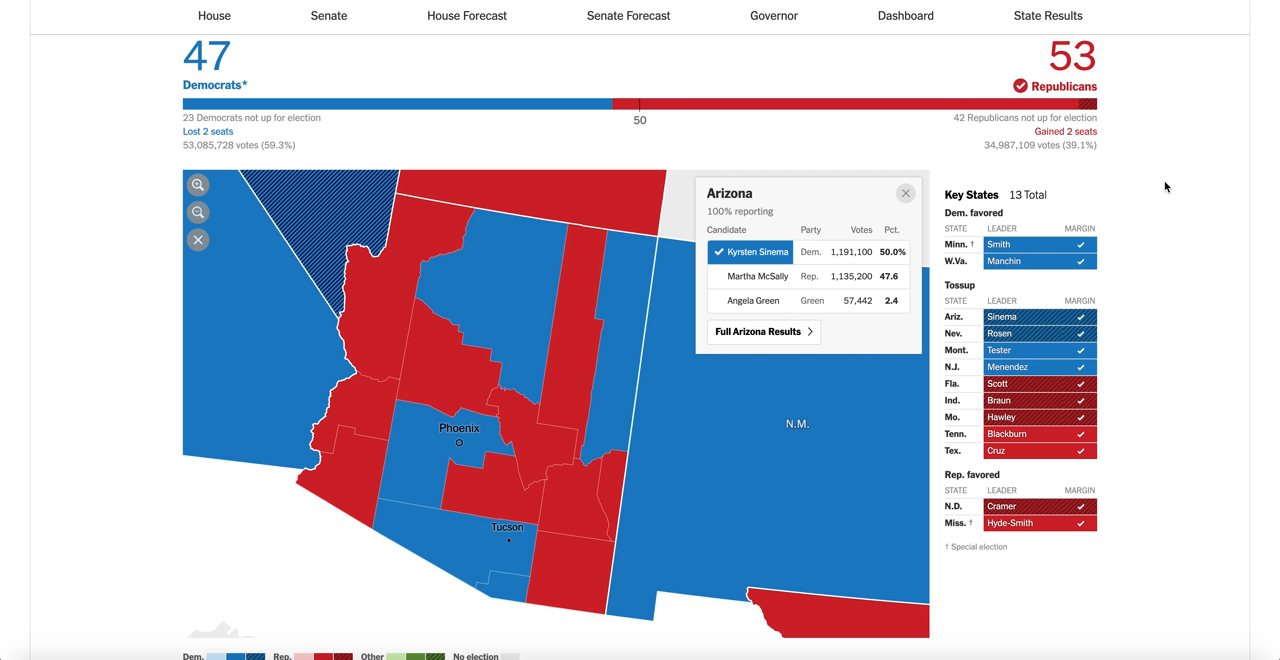 House Senate House Forecast Senate Forecast Governor Dashboard State Results
47 53
Democrats* Republicans
23 Democrats not up for election 50 42 Republicans not up for election
Lost 2 seats Gained 2 seats
53,085,728 votes (59.3%) 34,987,109 votes (39.1%)
Arizona
100% reporting
Candidate Party Votes Pct.
Kyrsten Sinema Dem. 1,191,100 50.0%
Martha McSally Rep. 1,135,200 47.6
Angela Green Green 57,442 2.4
Full Arizona Results
Phoenix
Tucson
N.M.
Key States 13 Total
Dem. favored
STATE LEADER MARGIN
Minn. † Smith
W.Va. Manchin
Tossup
STATE LEADER MARGIN
Ariz. Sinema
Nev. Rosen
Mont. Tester
N.J. Menendez
Fla. Scott
Ind. Braun
Mo. Hawley
Tenn. Blackburn
Tex. Cruz
Rep. favored
STATE LEADER MARGIN
N.D. Cramer
Miss. † Hyde-Smith
† Special election
Dem. Rep. Other No election